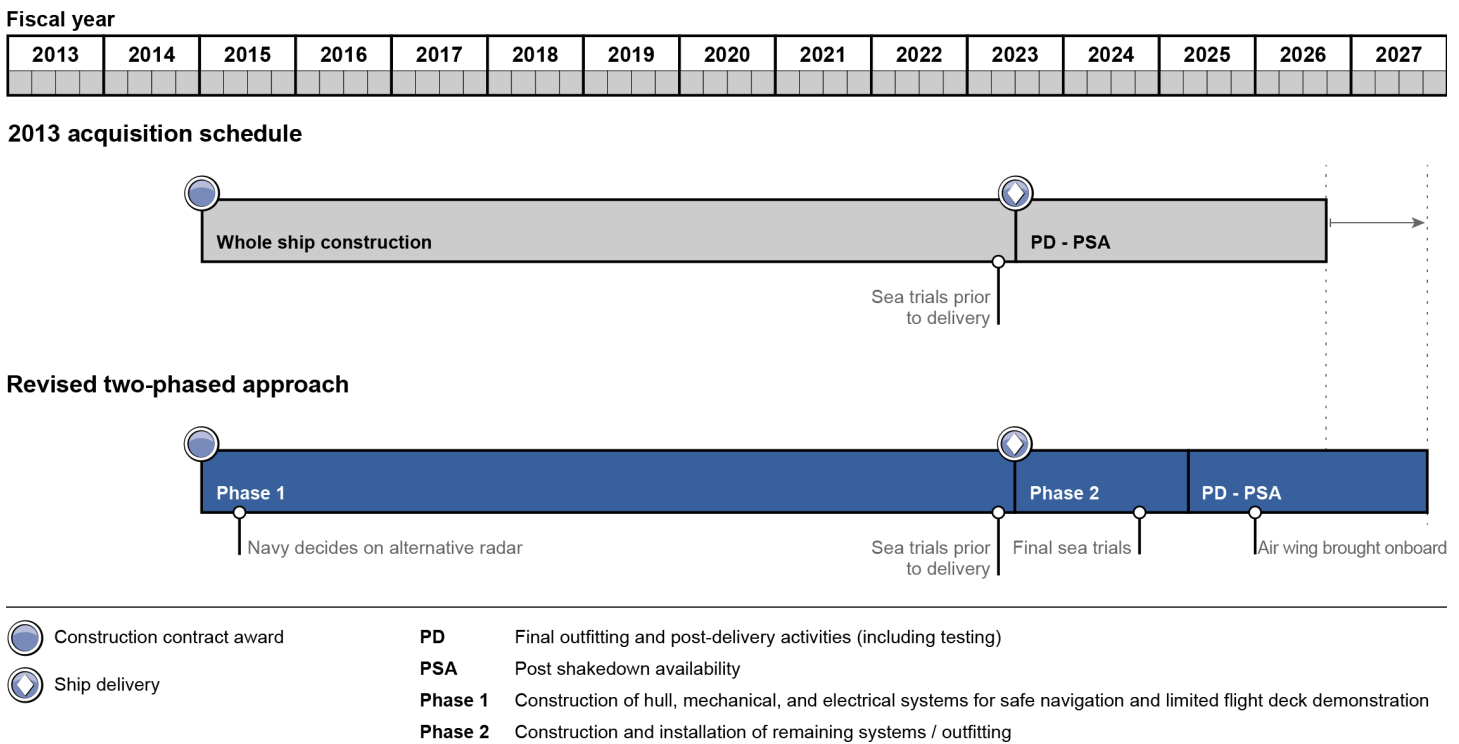 Fiscal year
2013 2014 2015 2016 2017 2018 2019 2020 2021 2022 2023 2024 2025 2026 2027
2013 acquisition schedule
Whole ship construction
PD - PSA
Sea trials prior
to delivery
Revised two-phased approach
Phase 1
Phase 2
PD - PSA
Navy decides on alternative radar
Sea trials prior
to delivery
Final sea trials
Air wing brought onboard
Construction contract award
Ship delivery
PD Final outfitting and post-delivery activities (including testing)
PSA Post shakedown availability
Phase 1 Construction of hull, mechanical, and electrical systems for safe navigation and limited flight deck demonstration
Phase 2 Construction and installation of remaining systems / outfitting